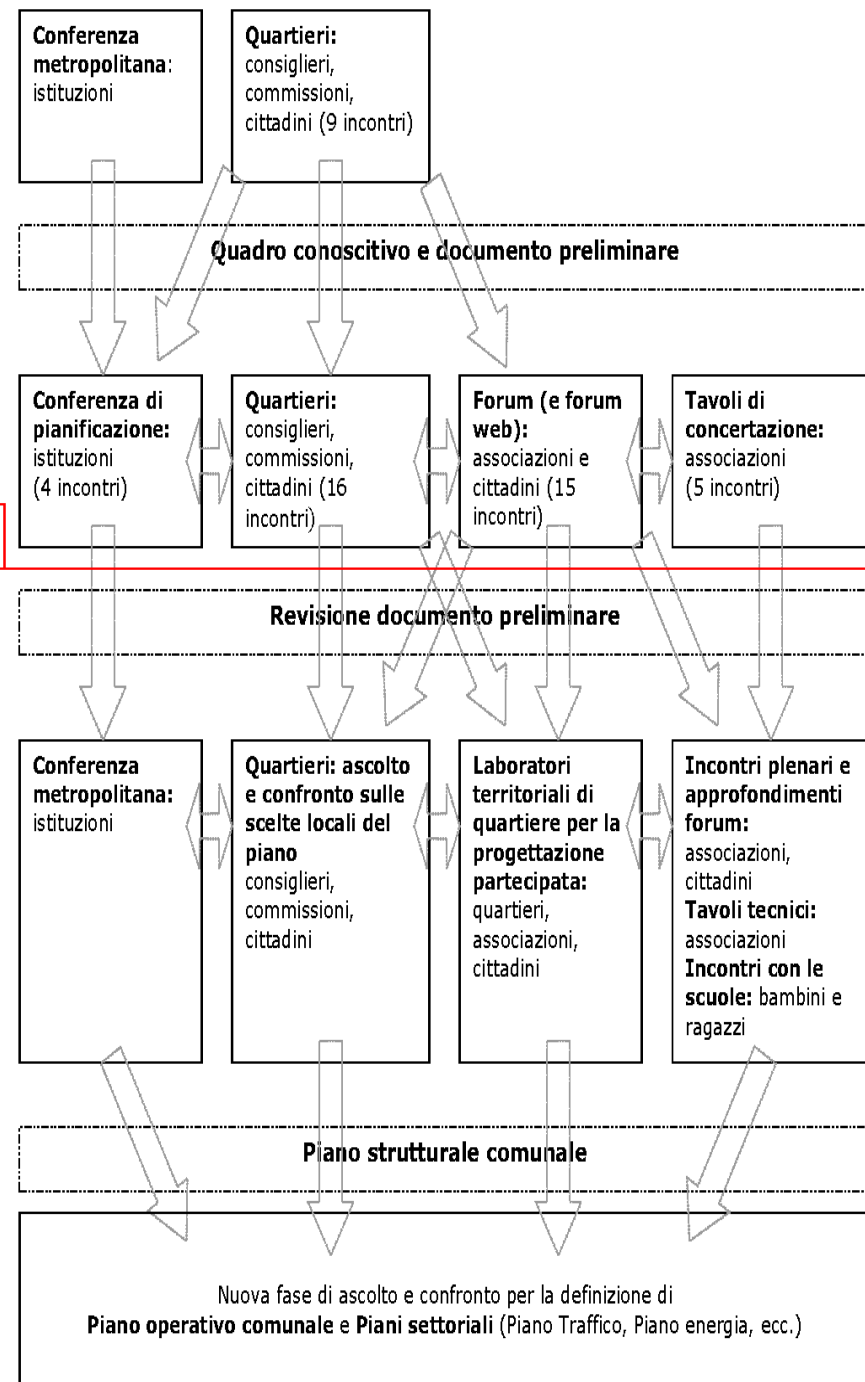 Conferenza
metropolitana:
istituzioni
Quartieri:
consiglieri,
commissioni,
cittadini (9 incontri)
Quadro conoscitivo e documento preliminare
Conferenza di
pianificazione:
istituzioni
(4 incontri)
Quartieri:
consiglieri,
commissioni,
cittadini (16
incontri)
Forum (e forum
web):
associazioni e
cittadini (15
incontri)
Tavoli di
concertazione:
associazioni
(5 incontri)
Revisione documento preliminare
Conferenza
metropolitana:
istituzioni
Quartieri: ascolto
e confronto sulle
scelte locali del
piano
consiglieri,
commissioni,
cittadini
Laboratori
territoriali di
quartiere per la
progettazione
partecipata:
quartieri,
associazioni,
cittadini
Incontri plenari e
approfondimenti
forum:
associazioni,
cittadini
Tavoli tecnici:
associazioni
Incontri con le
scuole: bambini e
ragazzi
Piano strutturale comunale
Nuova fase di ascolto e confronto per la definizione di
Piano operativo comunale e Piani settoriali (Piano Traffico, Piano energia, ecc.)